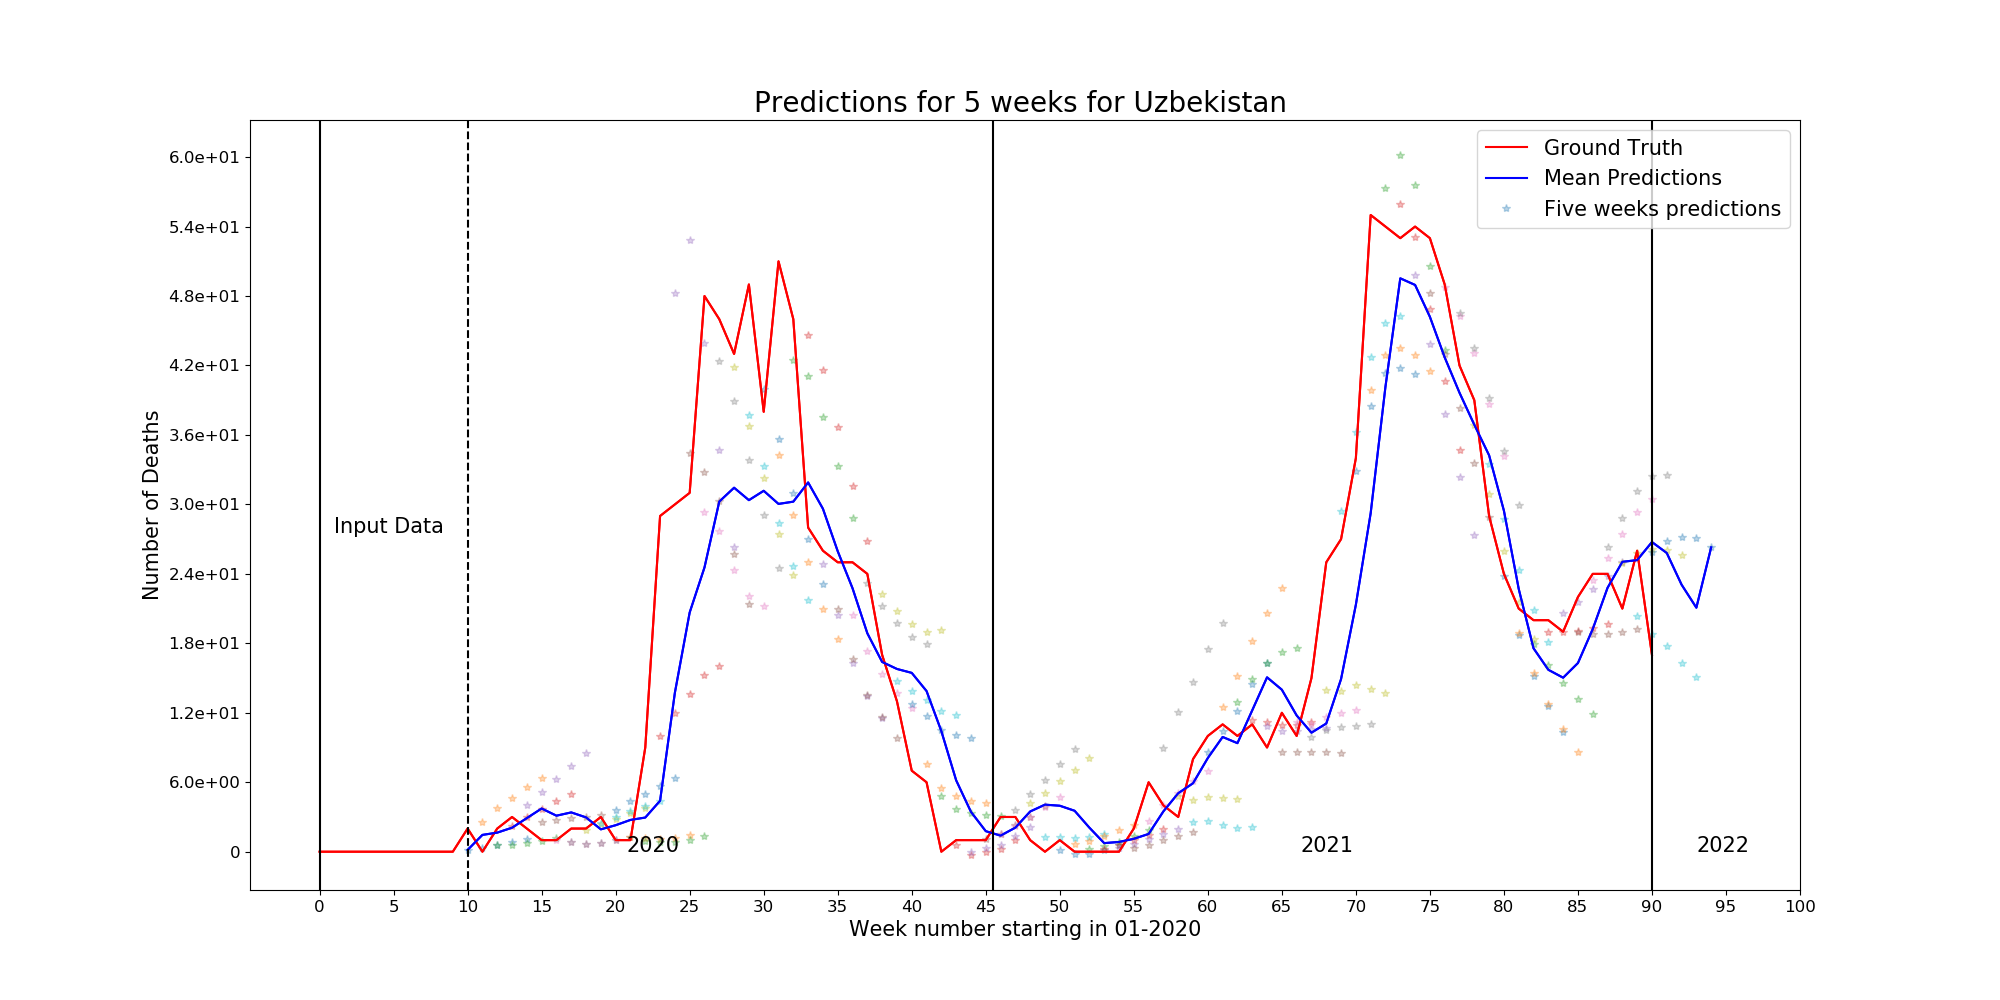 Predictions for 5 weeks for Uzbekistan
Ground Truth
Mean Predictions
Five weeks predictions
Number of Deaths
6.0e+01
5.4e+01
4.8e+01
4.2e+01
3.6e+01
3.0e+01
2.4e+01
1.8e+01
1.2e+01
6.0e+00
0
Input Data
2020
2021
2022
0 5 10 15 20 25 30 35 40 45 50 55 60 65 70 75 80 85 90 95 100
Week number starting in 01-2020